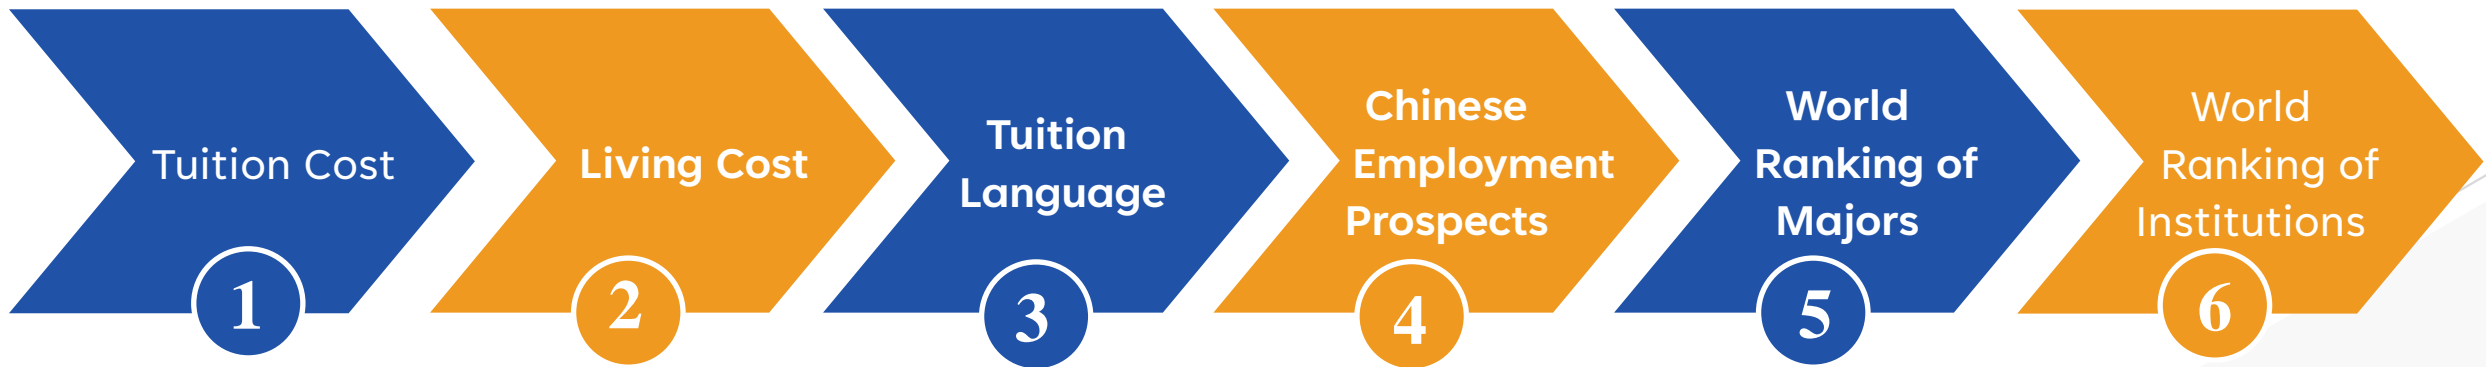 Tuition Cost
1
Living Cost
2
Tuition
Language
3
Chinese
Employment
Prospects
4
World
Ranking of
Majors
5
World
Ranking of
Institutions
6